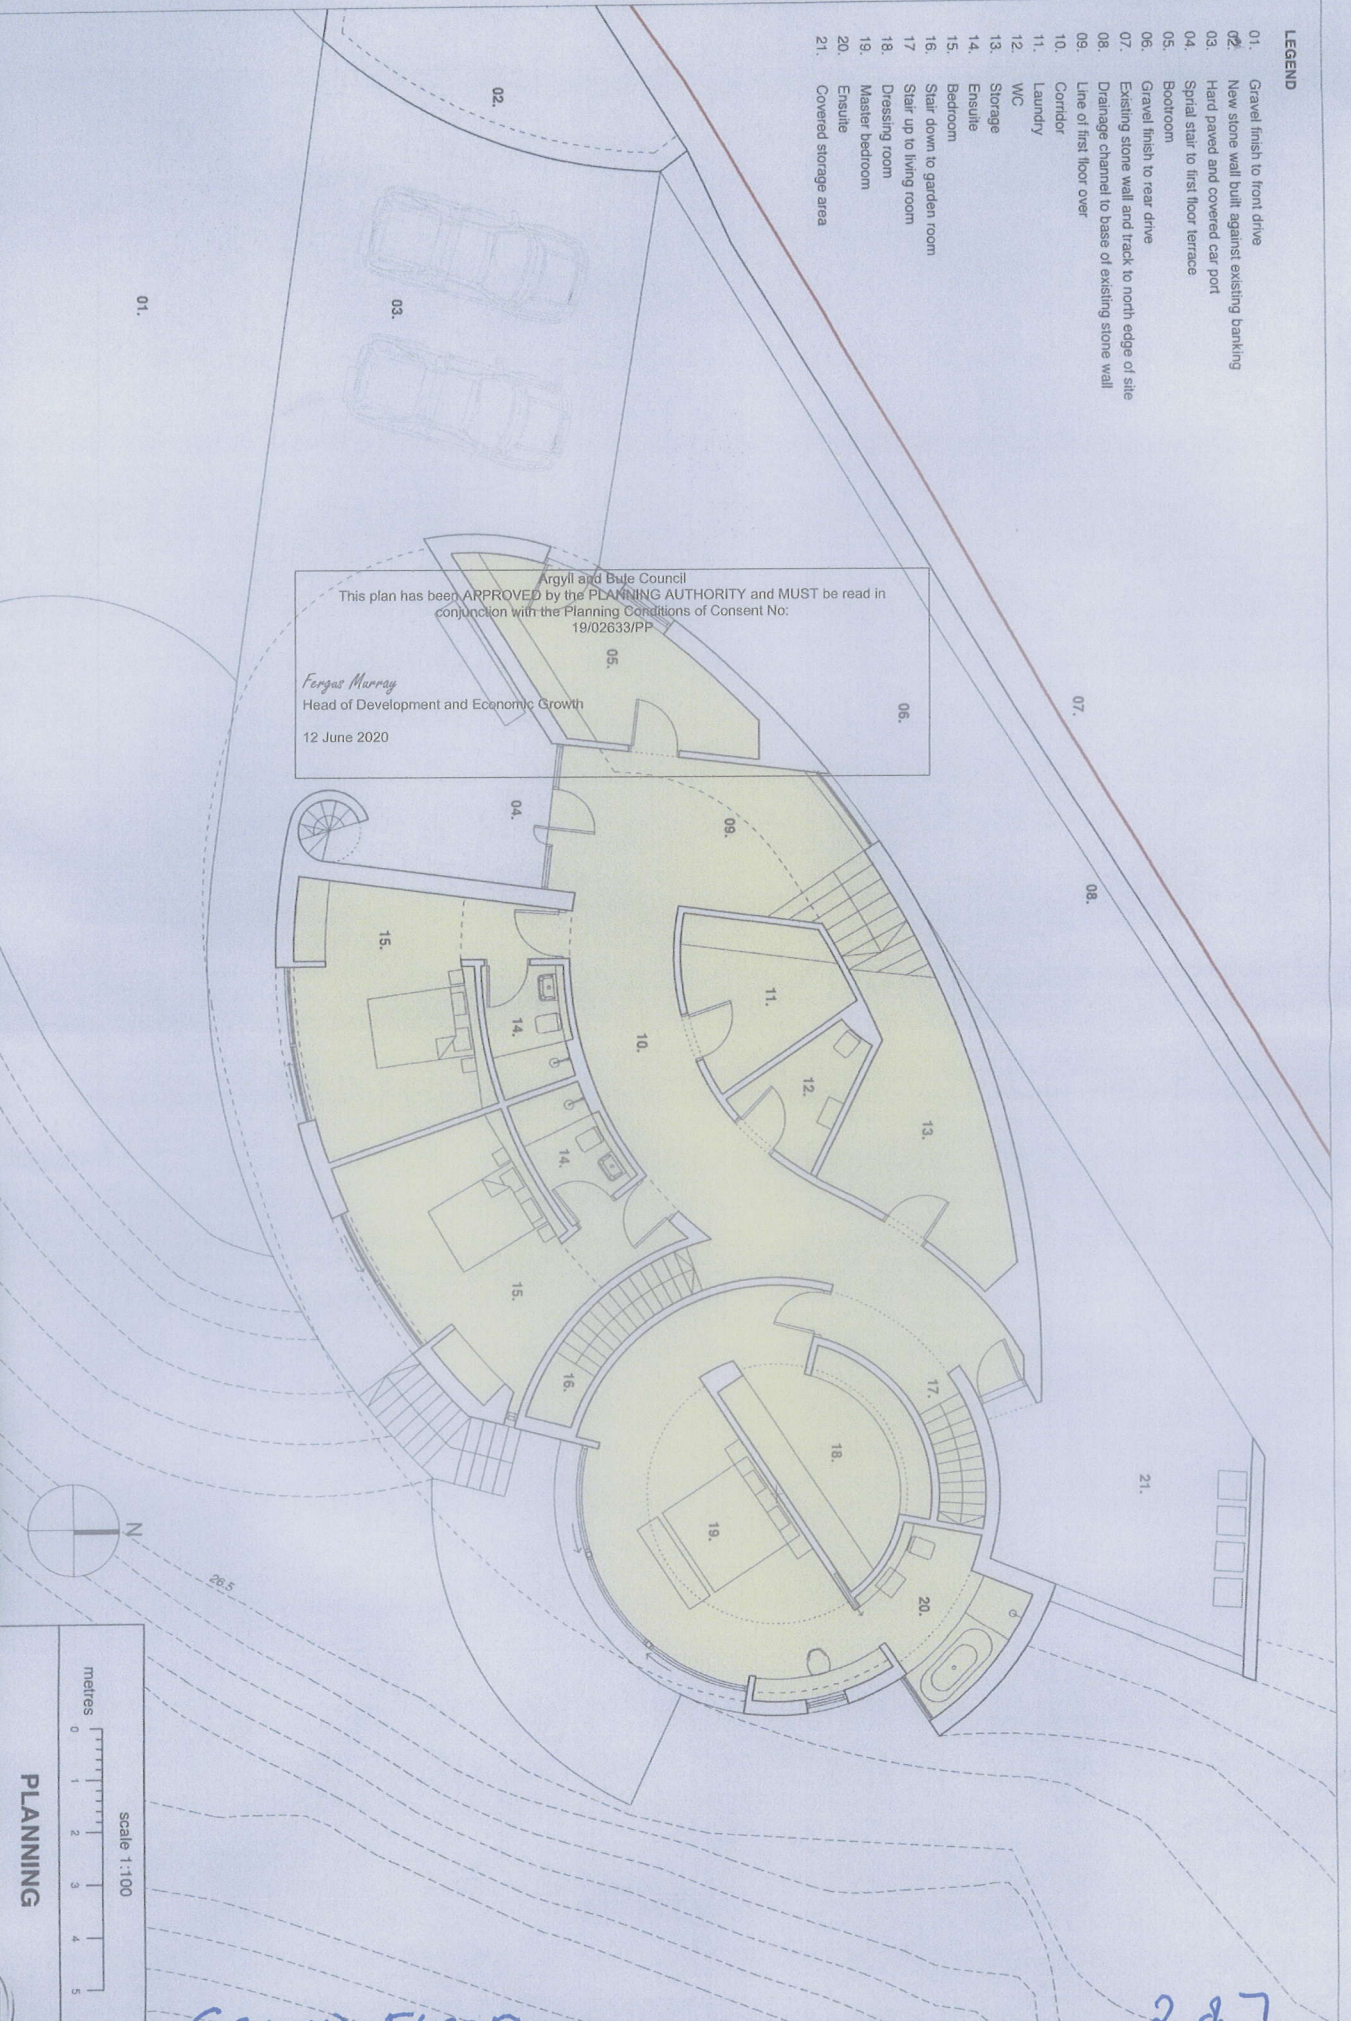 LEGEND
01. Gravel finish to front drive
02. New stone wall built against existing banking
03. Hard paved and covered car port
04. Sprial stair to first floor terrace
05. Bootroom
06. Gravel finish to rear drive
07. Existing stone wall and track to north edge of site
08. Drainage channel to base of existing stone wall
09. Line of first floor over
10. Corridor
11. Laundry
12. WC
13. Storage
14. Ensuite
15. Bedroom
16. Stair down to garden room
17 Stair up to living room
18. Dressing room
19. Master bedroom
20. Ensuite
21. Covered storage area
02.
01.
03.
Argyll and Bute Council
This plan has been APPROVED by the PLANNING AUTHORITY and MUST be read in
conjunction with the Planning Conditions of Consent No:
19/02633/PP
Fergus Murray
Head of Development and Economic Growth
12 June 2020
05.
06.
07.
04.
09.
08.
15.
14.
10.
11.
12.
13.
14.
15.
16.
17.
18.
19.
20.
21.
N
26.5
metres
0 1 2 3 4 5
scale 1:100
PLANNING